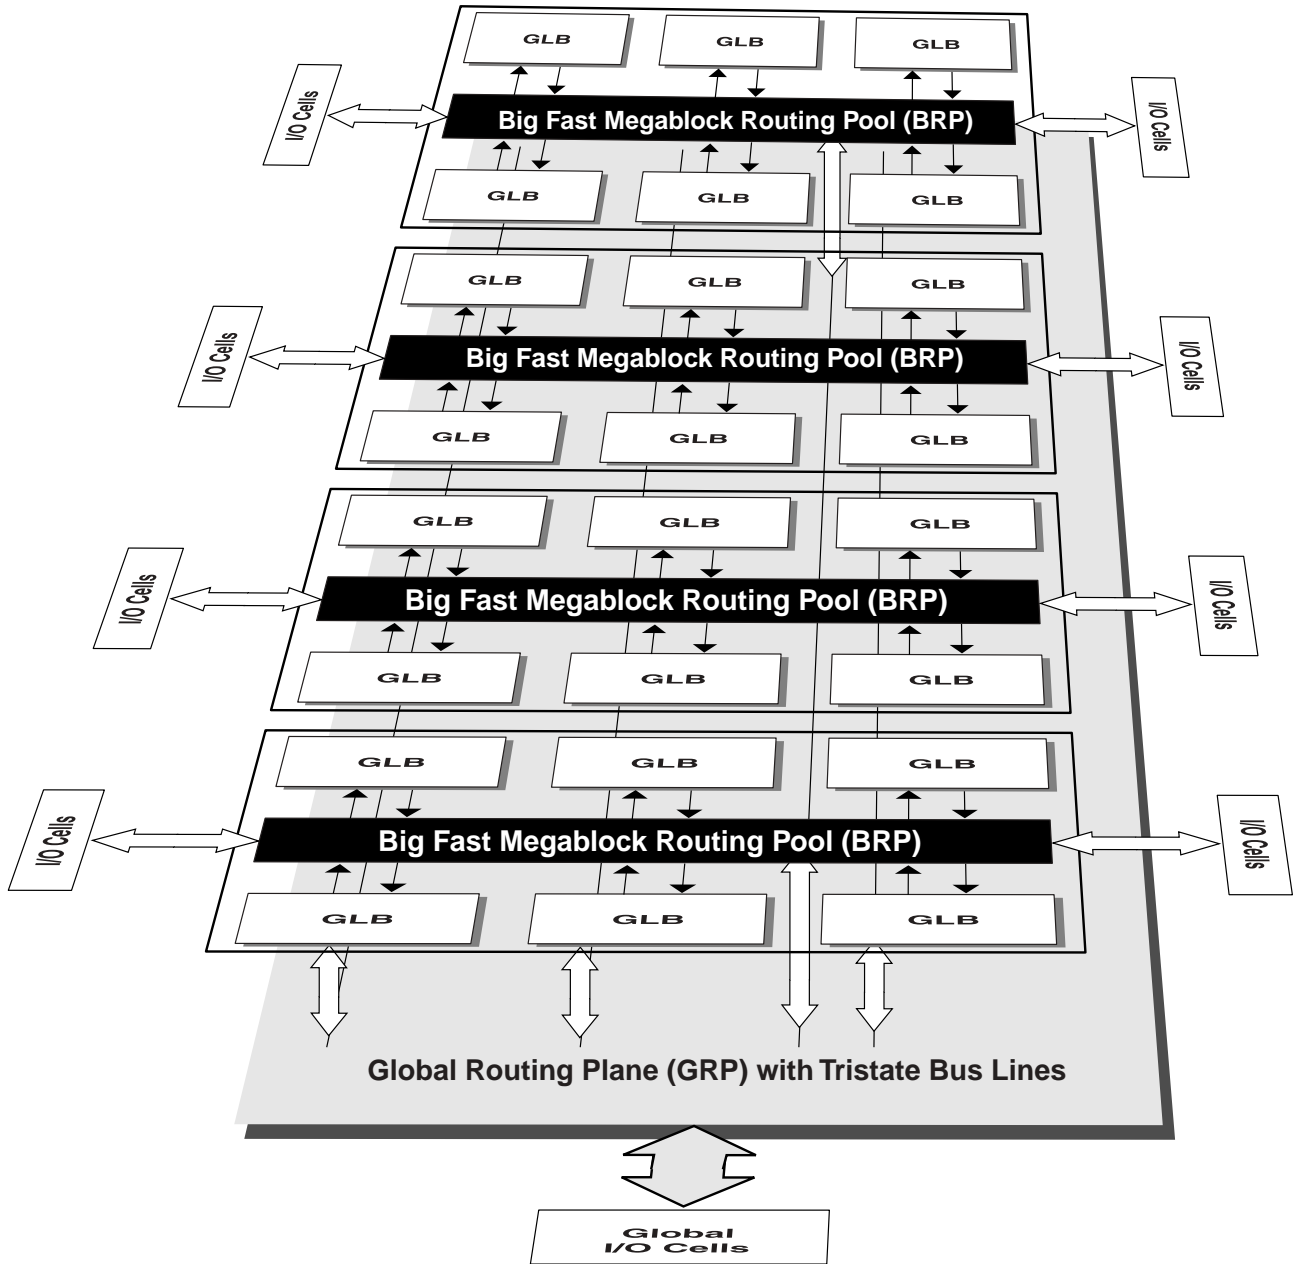 GLB GLB GLB
I/O Cells Big Fast Megablock Routing Pool (BRP) I/O Cells
GLB GLB GLB
GLB GLB GLB
I/O Cells Big Fast Megablock Routing Pool (BRP) I/O Cells
GLB GLB GLB
GLB GLB GLB
I/O Cells Big Fast Megablock Routing Pool (BRP) I/O Cells
GLB GLB GLB
GLB GLB GLB
I/O Cells Big Fast Megablock Routing Pool (BRP) I/O Cells
GLB GLB GLB
Global Routing Plane (GRP) with Tristate Bus Lines
Global
I/O Cells